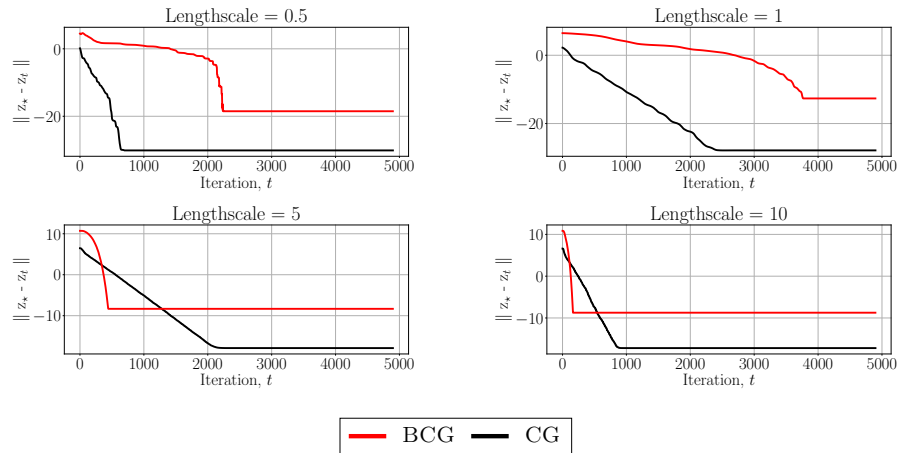 Lengthscale = 0.5
|| z⋆ - zt ||
0
−20
0 1000 2000 3000 4000 5000
Iteration, t
Lengthscale = 1
|| z⋆ - zt ||
0
−20
0 1000 2000 3000 4000 5000
Iteration, t
Lengthscale = 5
|| z⋆ - zt ||
10
0
−10
0 1000 2000 3000 4000 5000
Iteration, t
Lengthscale = 10
|| z⋆ - zt ||
10
0
−10
0 1000 2000 3000 4000 5000
Iteration, t
BCG CG